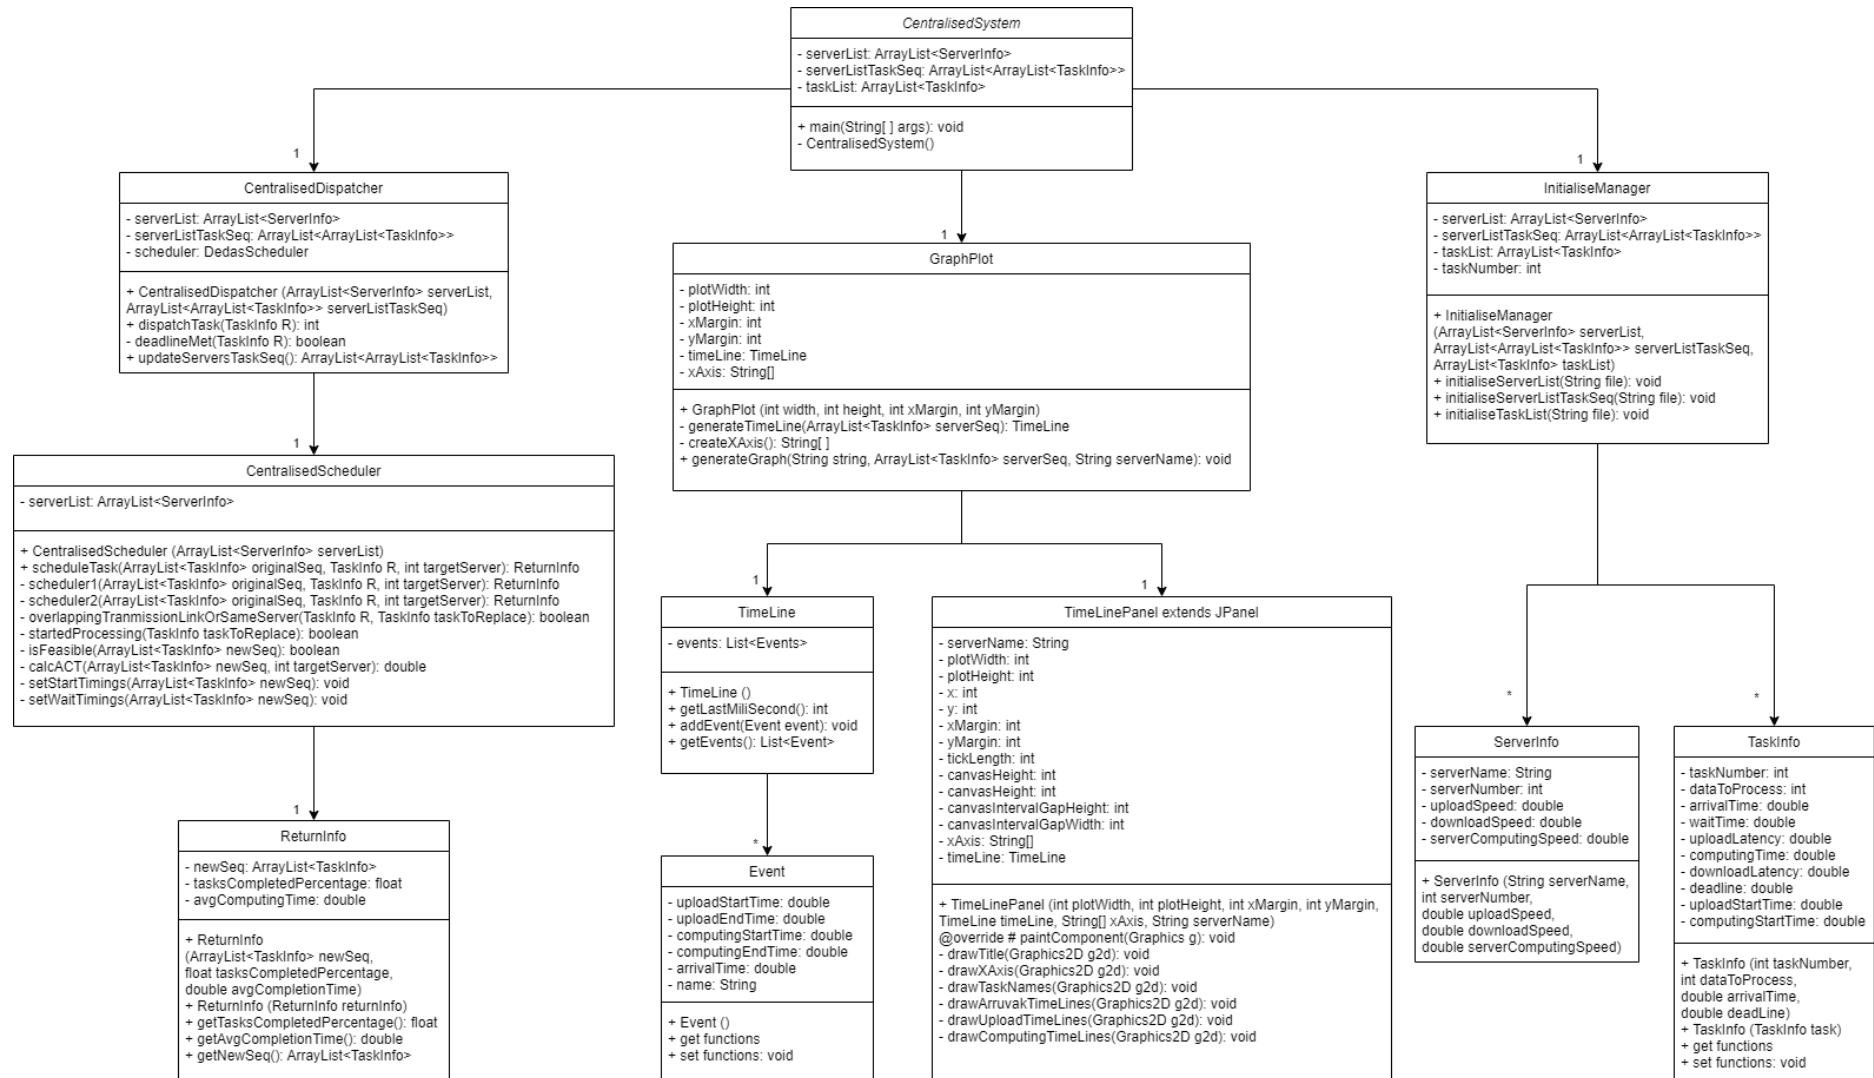 CentralisedSystem
- serverList: ArrayList<ServerInfo>
- serverListTaskSeq: ArrayList<ArrayList<TaskInfo>>
- taskList: ArrayList<TaskInfo>
+ main(String[ ] args): void
- CentralisedSystem()
1
CentralisedDispatcher
- serverList: ArrayList<ServerInfo>
- serverListTaskSeq: ArrayList<ArrayList<TaskInfo>>
- scheduler: DedasScheduler
+ CentralisedDispatcher (ArrayList<ServerInfo> serverList,
ArrayList<ArrayList<TaskInfo>> serverListTaskSeq)
+ dispatchTask(TaskInfo R): int
- deadlineMet(TaskInfo R): boolean
+ updateServersTaskSeq(): ArrayList<ArrayList<TaskInfo>>
1
CentralisedScheduler
- serverList: ArrayList<ServerInfo>
+ CentralisedScheduler (ArrayList<ServerInfo> serverList)
+ scheduleTask(ArrayList<TaskInfo> originalSeq, TaskInfo R, int targetServer): ReturnInfo
- scheduler1(ArrayList<TaskInfo> originalSeq, TaskInfo R, int targetServer): ReturnInfo
- scheduler2(ArrayList<TaskInfo> originalSeq, TaskInfo R, int targetServer): ReturnInfo
- overlappingTranmissionLinkOrSameServer(TaskInfo R, TaskInfo taskToReplace): boolean
- startedProcessing(TaskInfo taskToReplace): boolean
- isFeasible(ArrayList<TaskInfo> newSeq): boolean
- calcACT(ArrayList<TaskInfo> newSeq, int targetServer): double
- setStartTimings(ArrayList<TaskInfo> newSeq): void
- setWaitTimings(ArrayList<TaskInfo> newSeq): void
1
ReturnInfo
- newSeq: ArrayList<TaskInfo>
- tasksCompletedPercentage: float
- avgComputingTime: double
+ ReturnInfo
(ArrayList<TaskInfo> newSeq,
float tasksCompletedPercentage,
double avgCompletionTime)
+ ReturnInfo (ReturnInfo returnInfo)
+ getTasksCompletedPercentage(): float
+ getAvgCompletionTime(): double
+ getNewSeq(): ArrayList<TaskInfo>
1
GraphPlot
- plotWidth: int
- plotHeight: int
- xMargin: int
- yMargin: int
- timeLine: TimeLine
- xAxis: String[]
+ GraphPlot (int width, int height, int xMargin, int yMargin)
- generateTimeLine(ArrayList<TaskInfo> serverSeq): TimeLine
- createXAxis(): String[ ]
+ generateGraph(String string, ArrayList<TaskInfo> serverSeq, String serverName): void
1
TimeLine
- events: List<Events>
+ TimeLine ()
+ getLastMiliSecond(): int
+ addEvent(Event event): void
+ getEvents(): List<Event>
*
Event
- uploadStartTime: double
- uploadEndTime: double
- computingStartTime: double
- computingEndTime: double
- arrivalTime: double
- name: String
+ Event ()
+ get functions
+ set functions: void
1
TimeLinePanel extends JPanel
- serverName: String
- plotWidth: int
- plotHeight: int
- x: int
- y: int
- xMargin: int
- yMargin: int
- tickLength: int
- canvasHeight: int
- canvasHeight: int
- canvasIntervalGapHeight: int
- canvasIntervalGapWidth: int
- xAxis: String[]
- timeLine: TimeLine
+ TimeLinePanel (int plotWidth, int plotHeight, int xMargin, int yMargin,
TimeLine timeLine, String[] xAxis, String serverName)
@override # paintComponent(Graphics g): void
- drawTitle(Graphics2D g2d): void
- drawXAxis(Graphics2D g2d): void
- drawTaskNames(Graphics2D g2d): void
- drawArruvakTimeLines(Graphics2D g2d): void
- drawUploadTimeLines(Graphics2D g2d): void
- drawComputingTimeLines(Graphics2D g2d): void
1
InitialiseManager
- serverList: ArrayList<ServerInfo>
- serverListTaskSeq: ArrayList<ArrayList<TaskInfo>>
- taskList: ArrayList<TaskInfo>
- taskNumber: int
+ InitialiseManager
(ArrayList<ServerInfo> serverList,
ArrayList<ArrayList<TaskInfo>> serverListTaskSeq,
ArrayList<TaskInfo> taskList)
+ initialiseServerList(String file): void
+ initialiseServerListTaskSeq(String file): void
+ initialiseTaskList(String file): void
*
ServerInfo
- serverName: String
- serverNumber: int
- uploadSpeed: double
- downloadSpeed: double
- serverComputingSpeed: double
+ ServerInfo (String serverName,
int serverNumber,
double uploadSpeed,
double downloadSpeed,
double serverComputingSpeed)
*
TaskInfo
- taskNumber: int
- dataToProcess: int
- arrivalTime: double
- waitTime: double
- uploadLatency: double
- computingTime: double
- downloadLatency: double
- deadline: double
- uploadStartTime: double
- computingStartTime: double
+ TaskInfo (int taskNumber,
int dataToProcess,
double arrivalTime,
double deadLine)
+ TaskInfo (TaskInfo task)
+ get functions
+ set functions: void